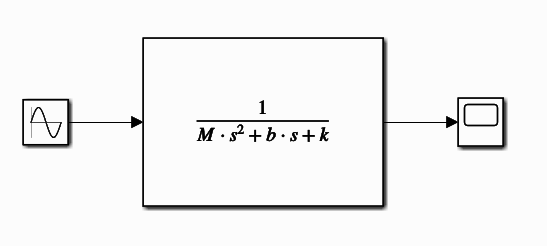 1
M · s² + b · s + k